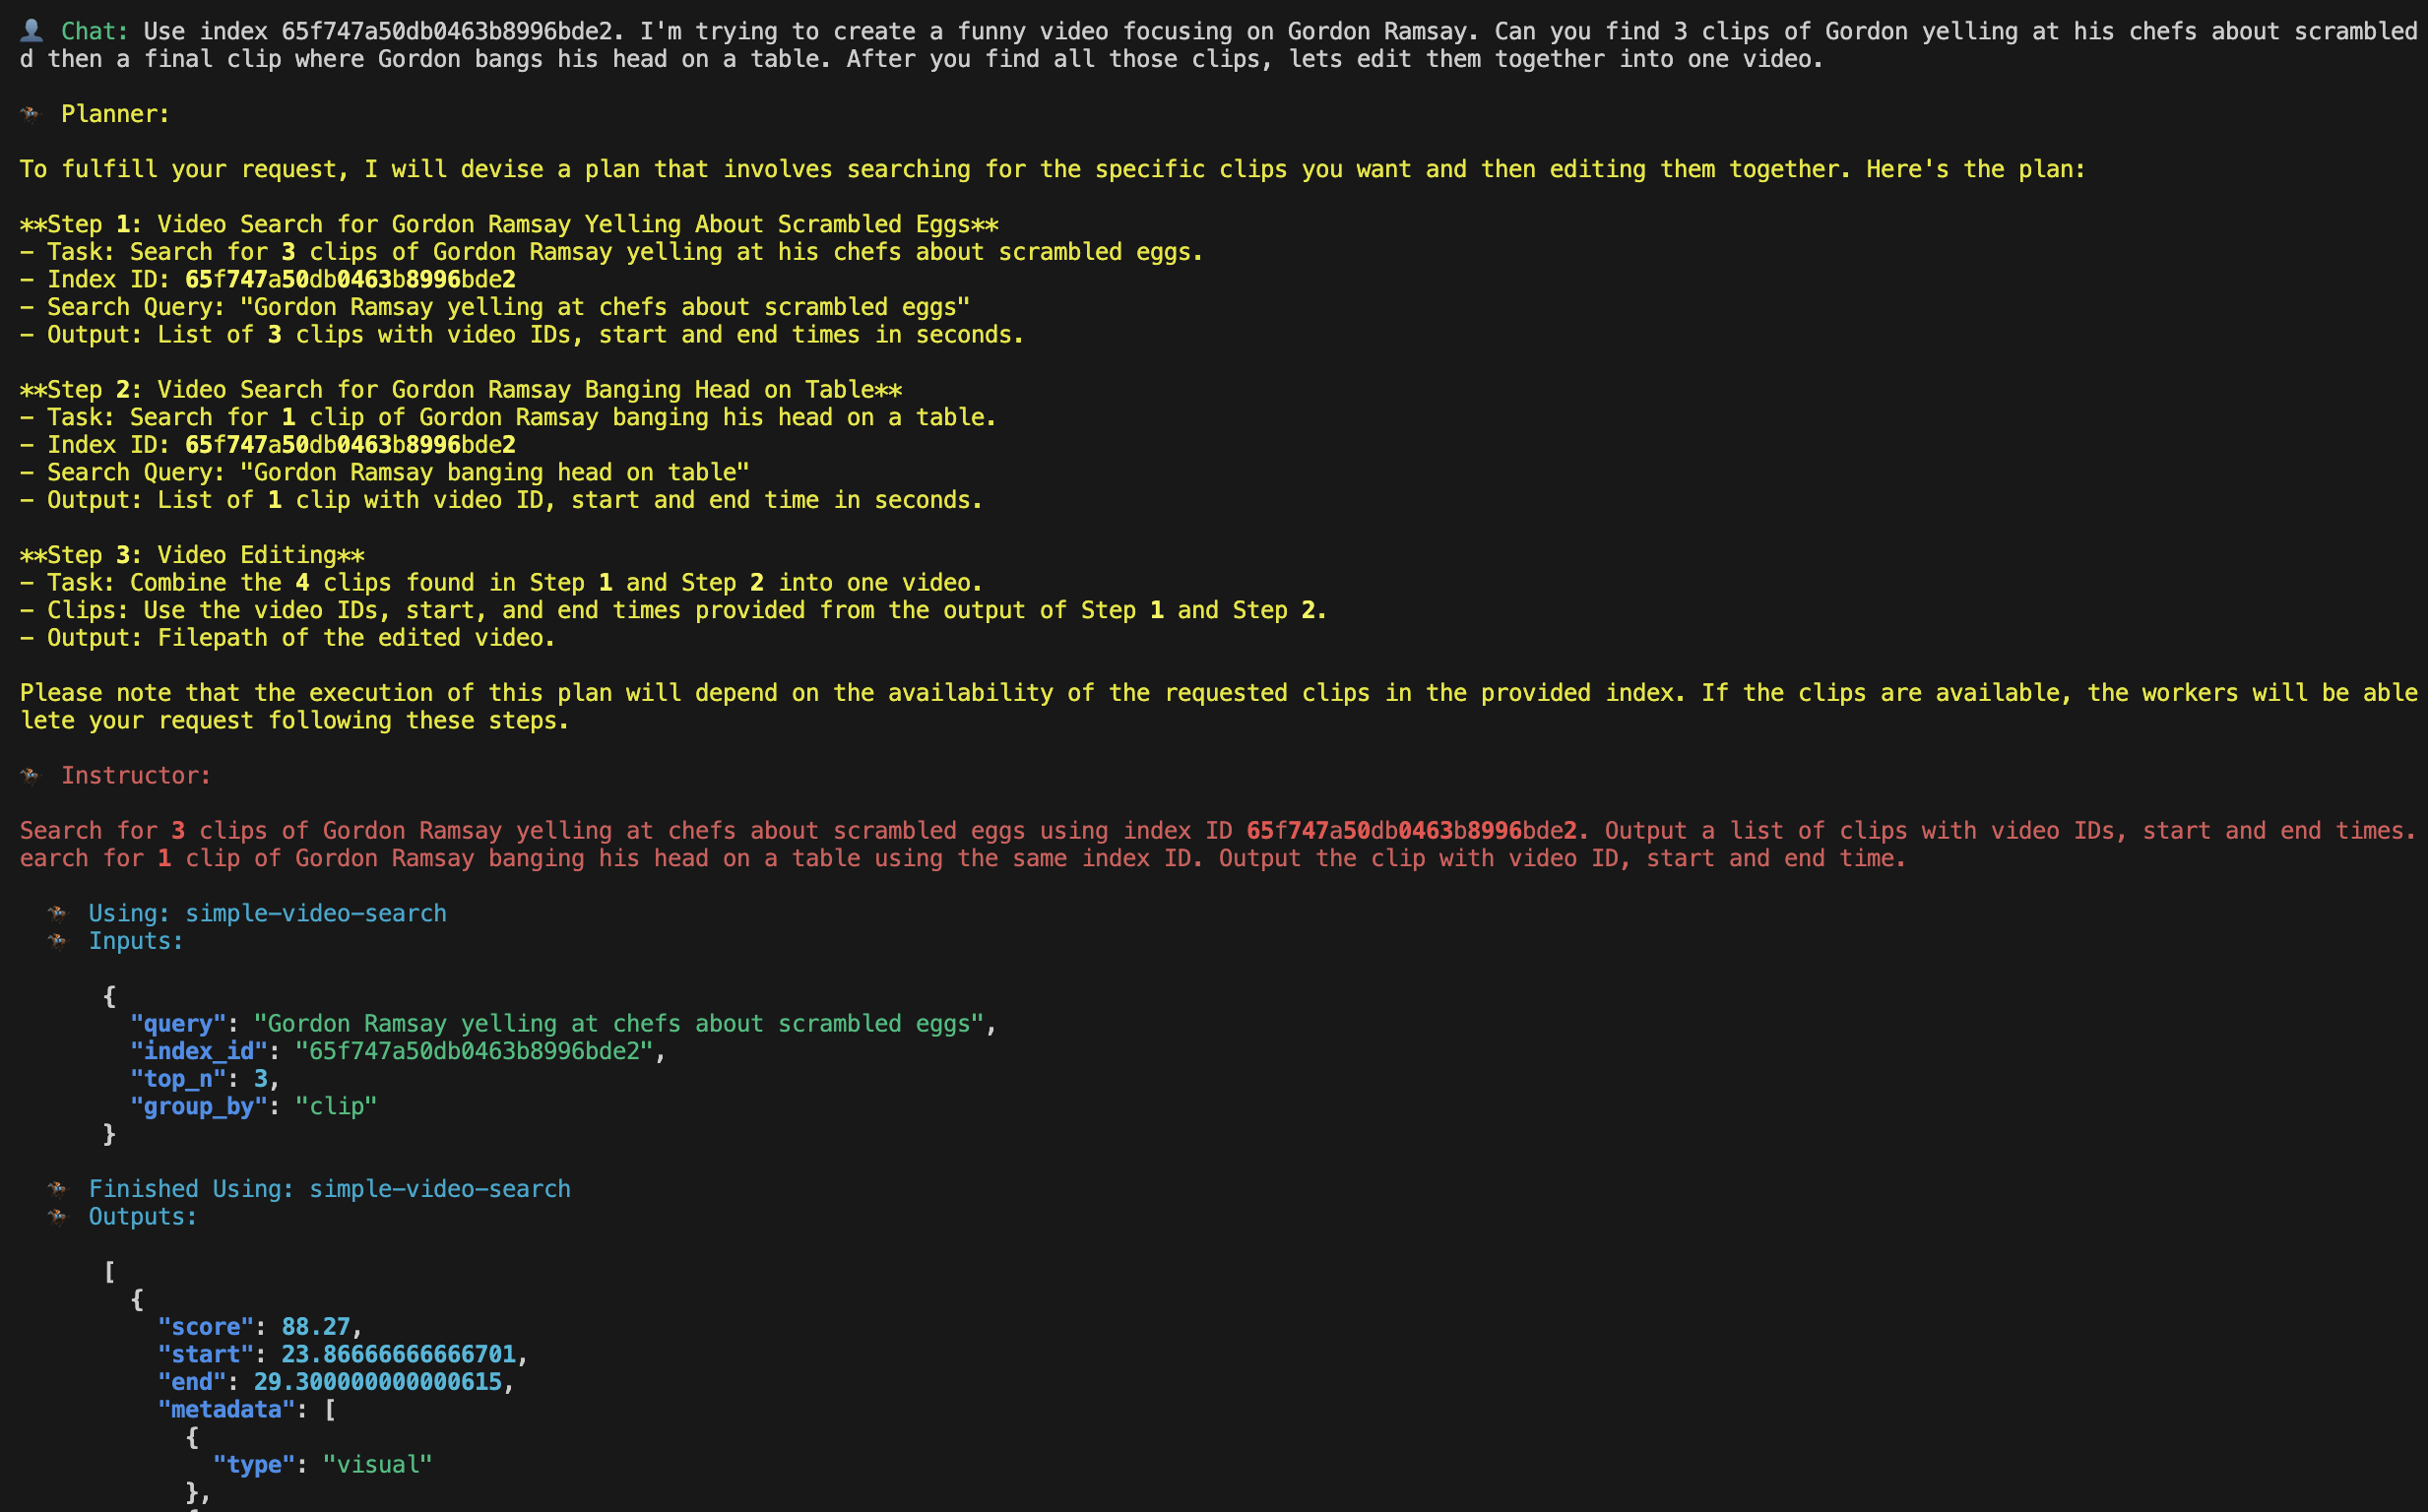 Chat: Use index 65f747a50db0463b8996bde2. I'm trying to create a funny video focusing on Gordon Ramsay. Can you find 3 clips of Gordon yelling at his chefs about scrambled
d then a final clip where Gordon bangs his head on a table. After you find all those clips, lets edit them together into one video.
Planner:
To fulfill your request, I will devise a plan that involves searching for the specific clips you want and then editing them together. Here's the plan:
**Step 1: Video Search for Gordon Ramsay Yelling About Scrambled Eggs**
- Task: Search for 3 clips of Gordon Ramsay yelling at his chefs about scrambled eggs.
- Index ID: 65f747a50db0463b8996bde2
- Search Query: "Gordon Ramsay yelling at chefs about scrambled eggs"
- Output: List of 3 clips with video IDs, start and end times in seconds.
**Step 2: Video Search for Gordon Ramsay Banging Head on Table**
- Task: Search for 1 clip of Gordon Ramsay banging his head on a table.
- Index ID: 65f747a50db0463b8996bde2
- Search Query: "Gordon Ramsay banging head on table"
- Output: List of 1 clip with video ID, start and end time in seconds.
**Step 3: Video Editing**
- Task: Combine the 4 clips found in Step 1 and Step 2 into one video.
- Clips: Use the video IDs, start, and end times provided from the output of Step 1 and Step 2.
- Output: Filepath of the edited video.
Please note that the execution of this plan will depend on the availability of the requested clips in the provided index. If the clips are available, the workers will be able
lete your request following these steps.
Instructor:
Search for 3 clips of Gordon Ramsay yelling at chefs about scrambled eggs using index ID 65f747a50db0463b8996bde2. Output a list of clips with video IDs, start and end times.
earch for 1 clip of Gordon Ramsay banging his head on a table using the same index ID. Output the clip with video ID, start and end time.
Using: simple-video-search
Inputs:
{
"query": "Gordon Ramsay yelling at chefs about scrambled eggs",
"index_id": "65f747a50db0463b8996bde2",
"top_n": 3,
"group_by": "clip"
}
Finished Using: simple-video-search
Outputs:
[
{
"score": 88.27,
"start": 23.86666666666701,
"end": 29.300000000000615,
"metadata": [
{
"type": "visual"
},